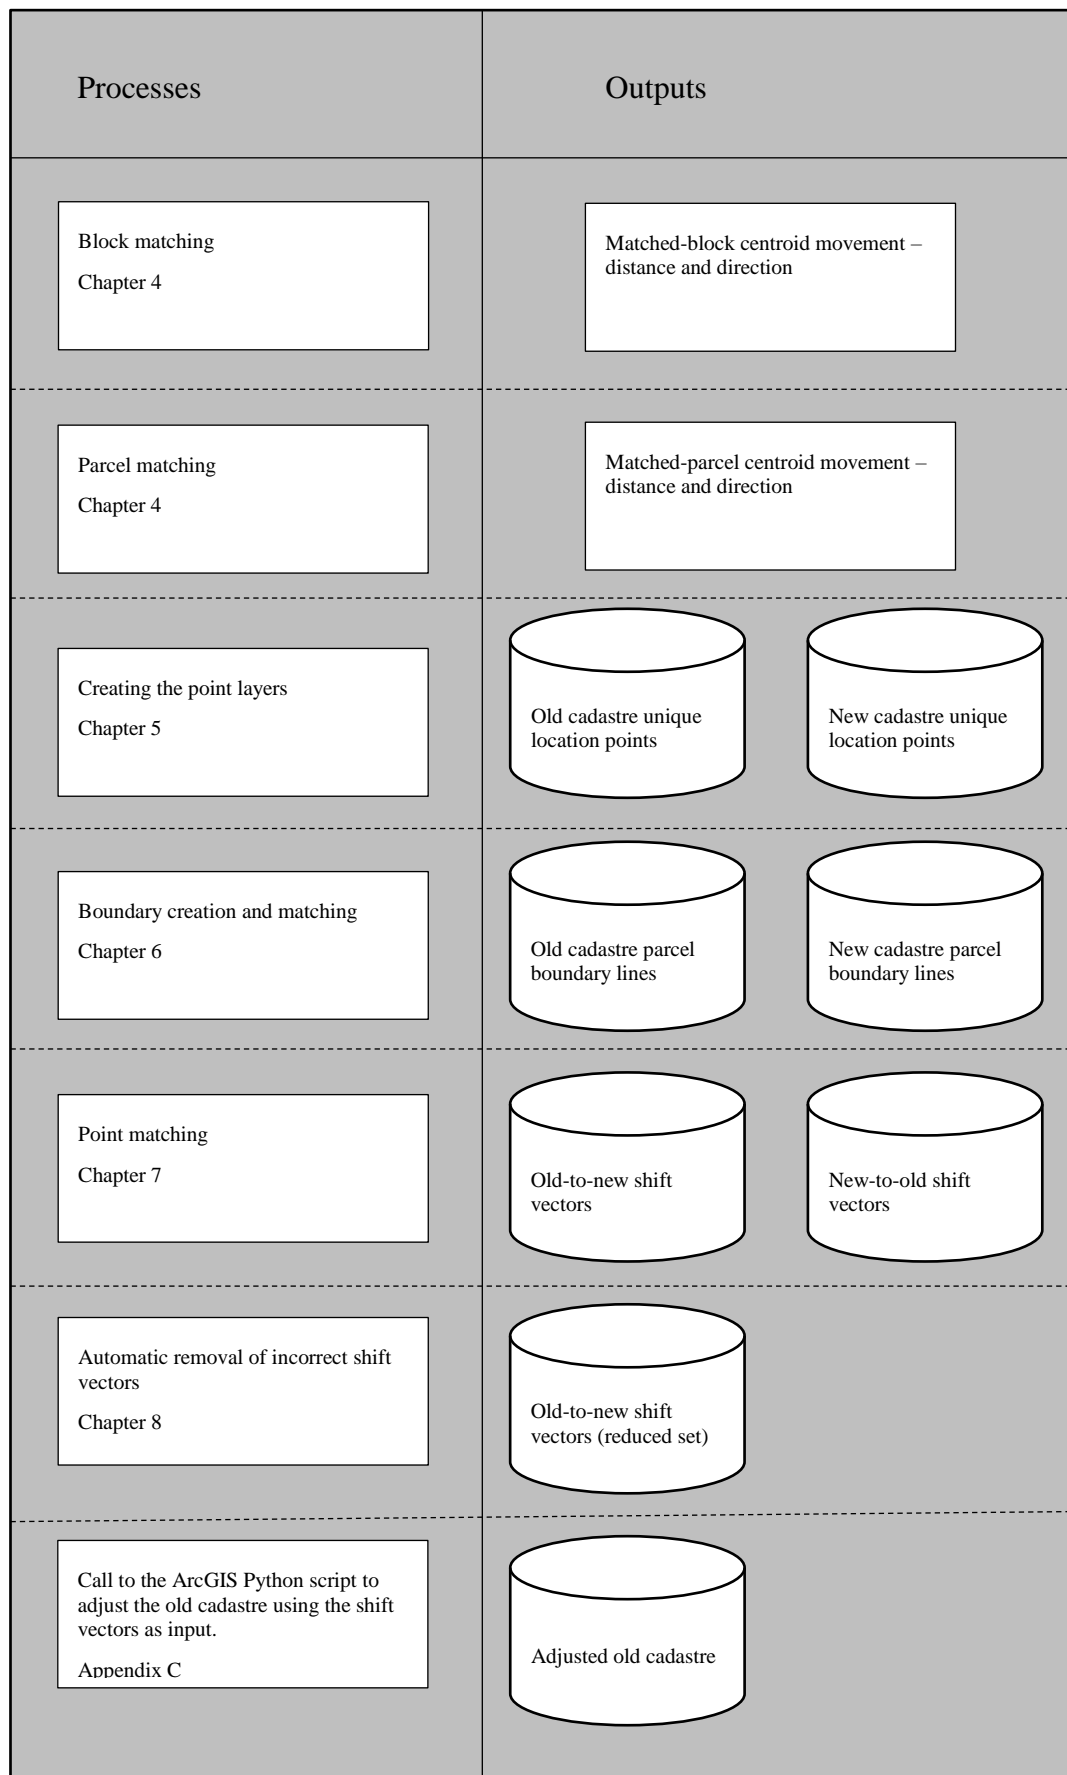 Processes
Outputs
Block matching
Chapter 4
Matched-block centroid movement –
distance and direction
Parcel matching
Chapter 4
Matched-parcel centroid movement –
distance and direction
Creating the point layers
Chapter 5
Old cadastre unique
location points
New cadastre unique
location points
Boundary creation and matching
Chapter 6
Old cadastre parcel
boundary lines
New cadastre parcel
boundary lines
Point matching
Chapter 7
Old-to-new shift
vectors
New-to-old shift
vectors
Automatic removal of incorrect shift
vectors
Chapter 8
Old-to-new shift
vectors (reduced set)
Call to the ArcGIS Python script to
adjust the old cadastre using the shift
vectors as input.
Appendix C
Adjusted old cadastre